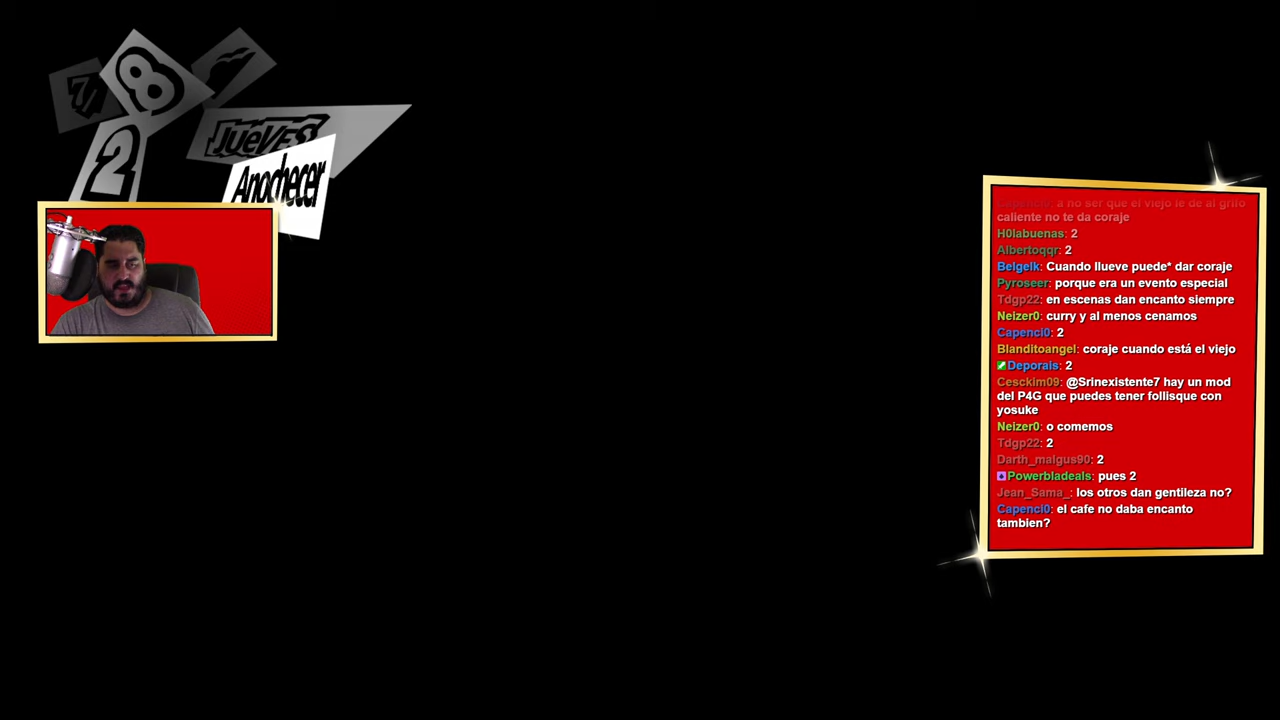 7/
8
2
JUeVES
Anochecer
Capenci0: a no ser que el viejo le de al grifo
caliente no te da coraje
H0labuenas: 2
Albertoqqr: 2
Belgelk: Cuando llueve puede* dar coraje
Pyroseer: porque era un evento especial
Tdgp22: en escenas dan encanto siempre
Neizer0: curry y al menos cenamos
Capenci0: 2
Blanditoangel: coraje cuando está el viejo
Deporais: 2
Cesckim09: @Srinexistente7 hay un mod
del P4G que puedes tener follisque con
yosuke
Neizer0: o comemos
Tdgp22: 2
Darth_malgus90: 2
Powerbladeals: pues 2
Jean_Sama_: los otros dan gentileza no?
Capenci0: el cafe no daba encanto
tambien?